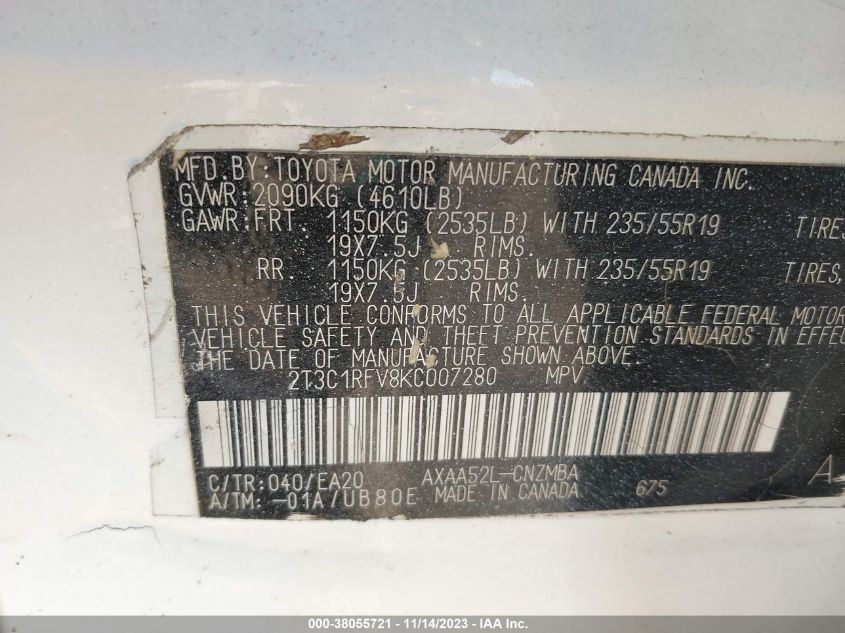 MFD.BY:TOYOTA MOTOR MANUFACTURING CANADA INC.
GVWR:2090KG (4610LB)
GAWR:FRT 1150KG (2535LB) WITH 235/55R19 TIRES
19X7.5J RIMS.
RR 1150KG (2535LB) WITH 235/55R19 TIRES,
19X7.5J RIMS.
THIS VEHICLE CONFORMS TO ALL APPLICABLE FEDERAL MOTOR
VEHICLE SAFETY AND THEFT PREVENTION STANDARDS IN EFFEC
THE DATE OF MANUFACTURE SHOWN ABOVE.
2T3C1RFV8KC007280 MPV
C/TR:040/EA20 AXAA52L-CNZMBA A
A/TM:-01A/UB80E MADE IN CANADA 675
000-38055721 - 11/14/2023 - IAA Inc.